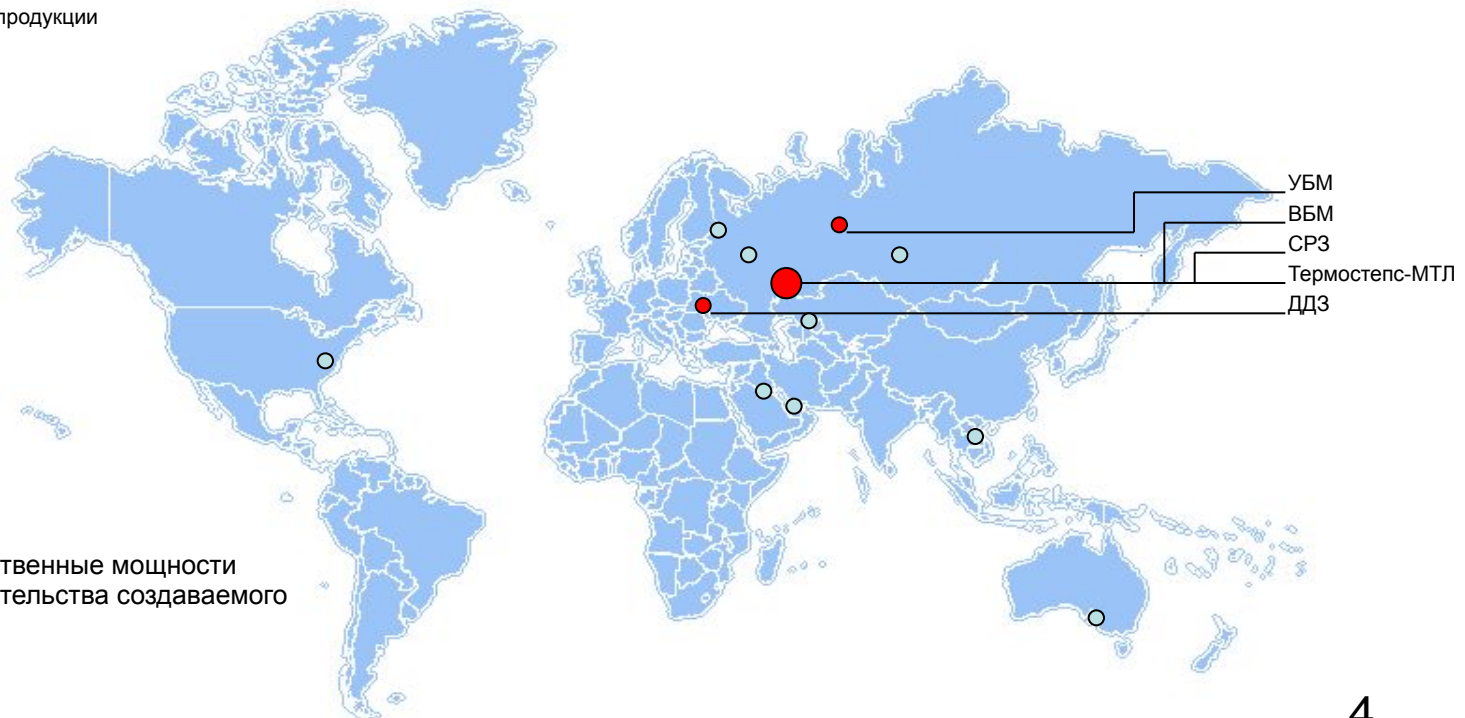 продукции
УБМ
ВБМ
СРЗ
Термостепс-МТЛ
ДДЗ
твенные мощности
тельства создаваемого
4